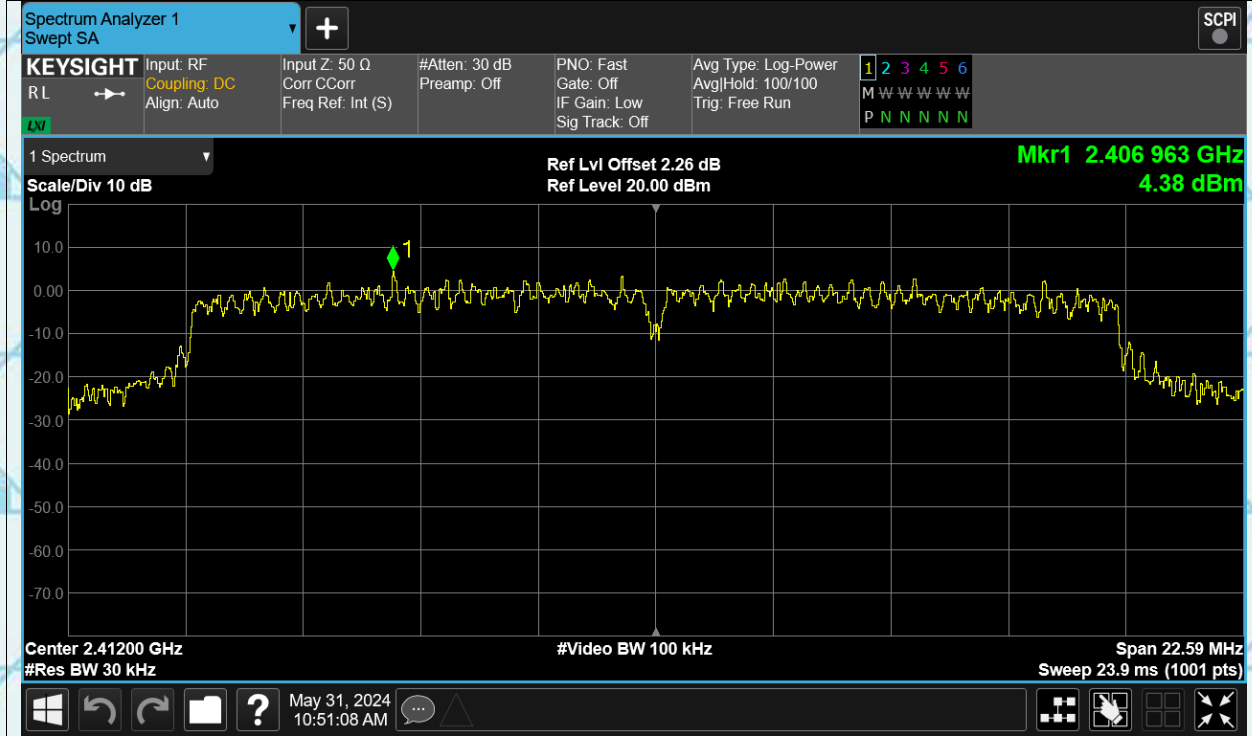 Spectrum Analyzer 1
Swept SA
SCPI
KEYSIGHT
R L
LXI
Input: RF
Coupling: DC
Align: Auto
Input Z: 50 Ω
Corr CCorr
Freq Ref: Int (S)
#Atten: 30 dB
Preamp: Off
PNO: Fast
Gate: Off
IF Gain: Low
Sig Track: Off
Avg Type: Log-Power
Avg|Hold: 100/100
Trig: Free Run
1 2 3 4 5 6
M W W W W W
P N N N N N
1 Spectrum
Scale/Div 10 dB
Log
Ref Lvl Offset 2.26 dB
Ref Level 20.00 dBm
Mkr1 2.406 963 GHz
4.38 dBm
1
10.0
0.00
-10.0
-20.0
-30.0
-40.0
-50.0
-60.0
-70.0
Center 2.41200 GHz
#Res BW 30 kHz
#Video BW 100 kHz
Span 22.59 MHz
Sweep 23.9 ms (1001 pts)
?
May 31, 2024
10:51:08 AM